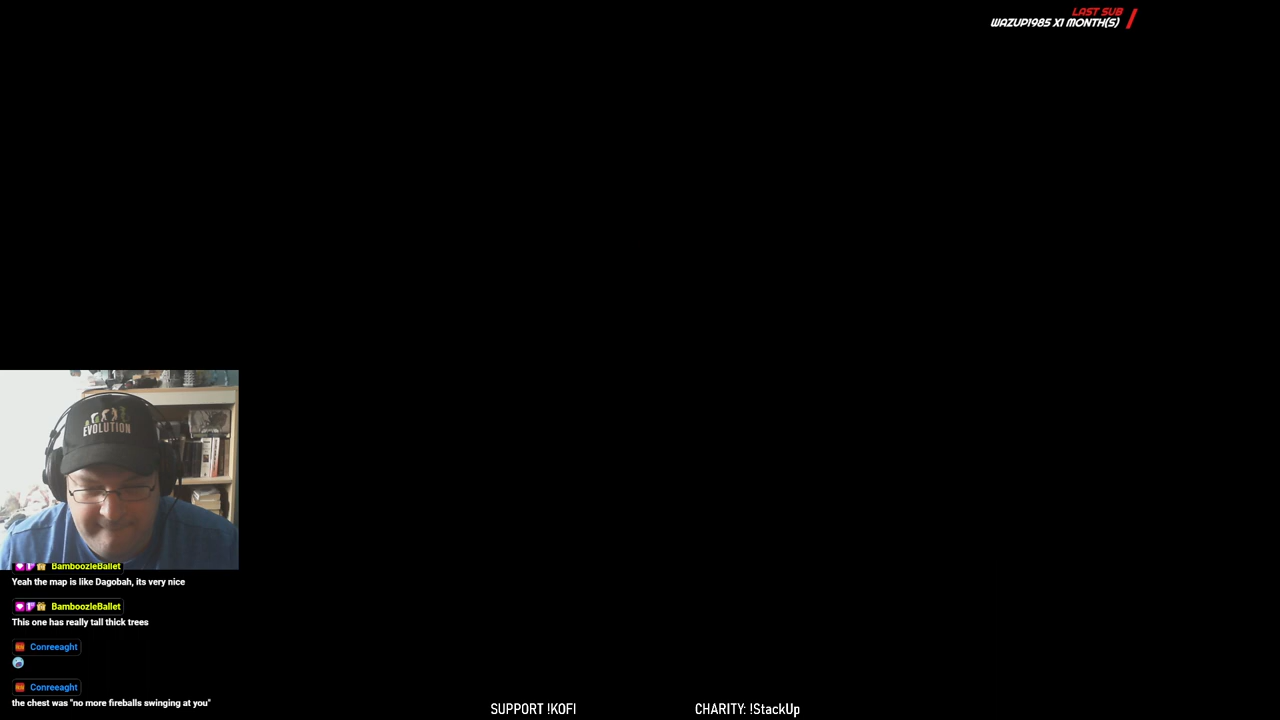 LAST SUB
WAZUP1985 X1 MONTH(S)
EVOLUTION
BamboozleBallet
Yeah the map is like Dagobah, its very nice
BamboozleBallet
This one has really tall thick trees
Conreeaght
Conreeaght
the chest was "no more fireballs swinging at you"
SUPPORT !KOFI
CHARITY: !StackUp